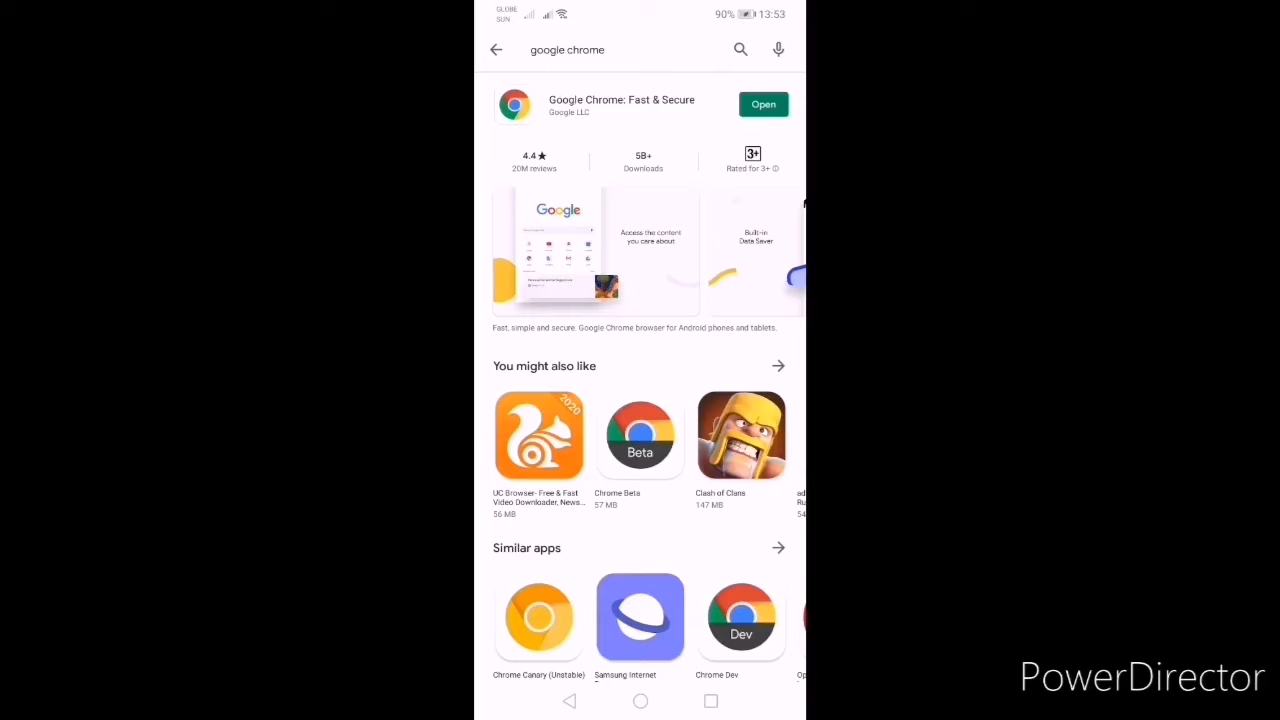 GLOBE
SUN
90% 13:53
google chrome
Google Chrome: Fast & Secure
Google LLC
Open
4.4★
20M reviews
5B+
Downloads
3+
Rated for 3+
Google
Access the content
you care about
Built-in
Data Saver
Fast, simple and secure. Google Chrome browser for Android phones and tablets.
You might also like
2020
Beta
UC Browser- Free & Fast
Video Downloader, News...
56 MB
Chrome Beta
57 MB
Clash of Clans
147 MB
Similar apps
Dev
Chrome Canary (Unstable)
Samsung Internet
Chrome Dev
PowerDirector